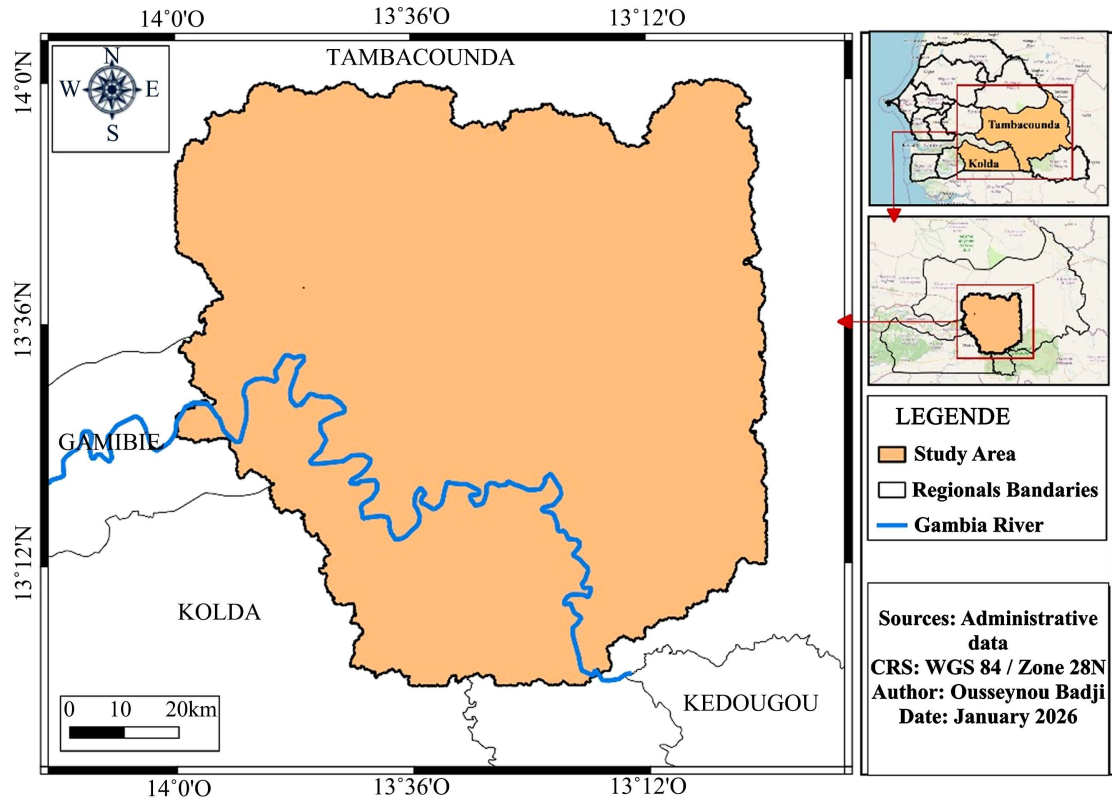 14°0'O 13°36'O 13°12'O
TAMBACOUNDA
N
W E
S
14°0'N
13°36'N
13°12'N
GAMIBIE
KOLDA
KEDOUGOU
0 10 20km
14°0'O 13°36'O 13°12'O
Tambacounda
Kolda
LEGENDE
Study Area
Regionals Bandaries
Gambia River
Sources: Administrative
data
CRS: WGS 84 / Zone 28N
Author: Ousseynou Badji
Date: January 2026